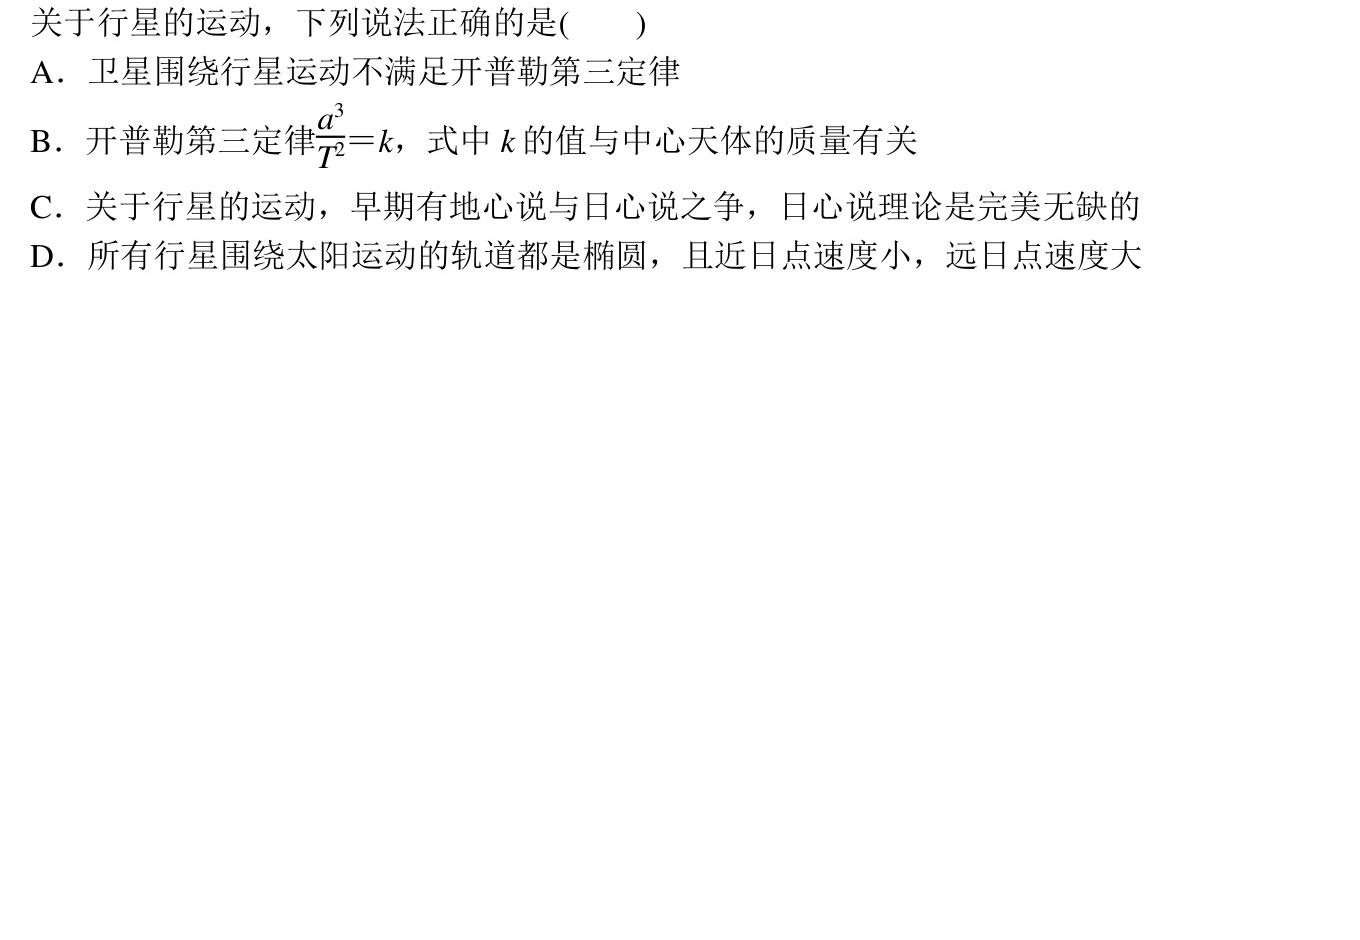 关于行星的运动，下列说法正确的是(　　)
A．卫星围绕行星运动不满足开普勒第三定律
B．开普勒第三定律a³/T²＝k，式中 k 的值与中心天体的质量有关
C．关于行星的运动，早期有地心说与日心说之争，日心说理论是完美无缺的
D．所有行星围绕太阳运动的轨道都是椭圆，且近日点速度小，远日点速度大